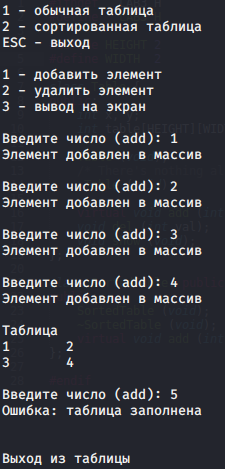 1 - обычная таблица
2 - сортированная таблица
ESC - выход
1 - добавить элемент
2 - удалить элемент
3 - вывод на экран
Введите число (add): 1
Элемент добавлен в массив
Введите число (add): 2
Элемент добавлен в массив
Введите число (add): 3
Элемент добавлен в массив
Введите число (add): 4
Элемент добавлен в массив
Таблица
1 2
3 4
Введите число (add): 5
Ошибка: таблица заполнена
Выход из таблицы